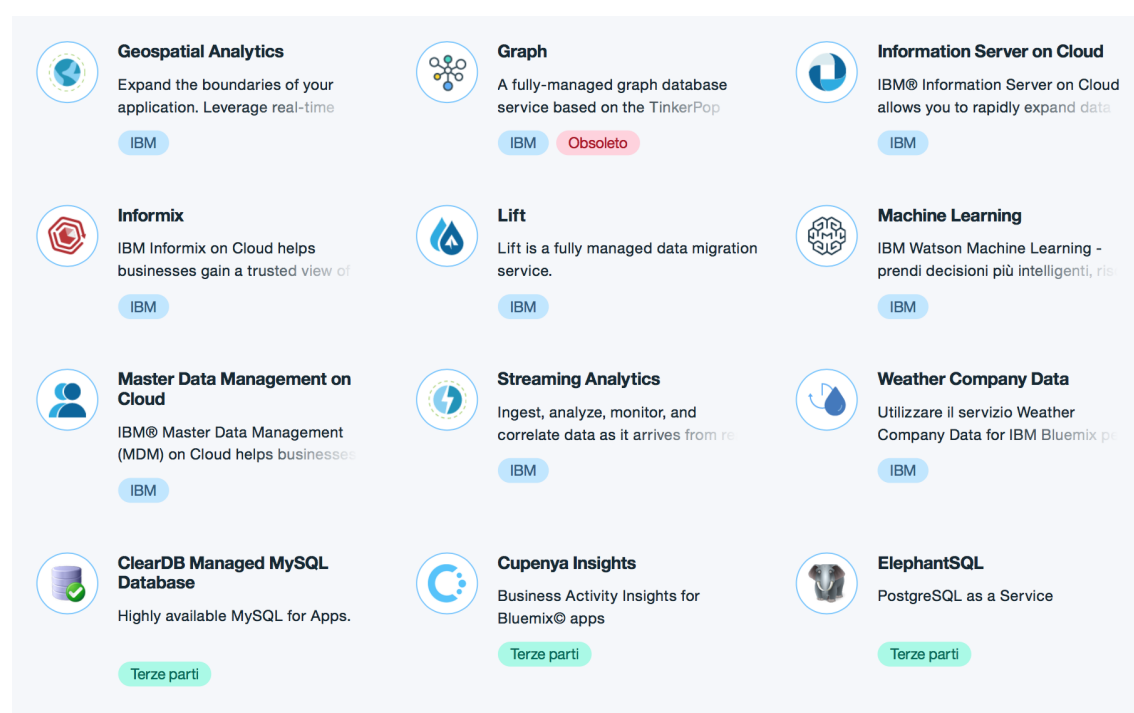 Geospatial Analytics
Expand the boundaries of your
application. Leverage real-time
IBM
Graph
A fully-managed graph database
service based on the TinkerPop
IBM Obsoleto
Information Server on Cloud
IBM® Information Server on Cloud
allows you to rapidly expand data
IBM
Informix
IBM Informix on Cloud helps
businesses gain a trusted view of
IBM
Lift
Lift is a fully managed data migration
service.
IBM
Machine Learning
IBM Watson Machine Learning -
prendi decisioni più intelligenti,
IBM
Master Data Management on
Cloud
IBM® Master Data Management
(MDM) on Cloud helps businesses
IBM
Streaming Analytics
Ingest, analyze, monitor, and
correlate data as it arrives from
IBM
Weather Company Data
Utilizzare il servizio Weather
Company Data for IBM Bluemix
IBM
ClearDB Managed MySQL
Database
Highly available MySQL for Apps.
Terze parti
Cupenya Insights
Business Activity Insights for
Bluemix© apps
Terze parti
ElephantSQL
PostgreSQL as a Service
Terze parti